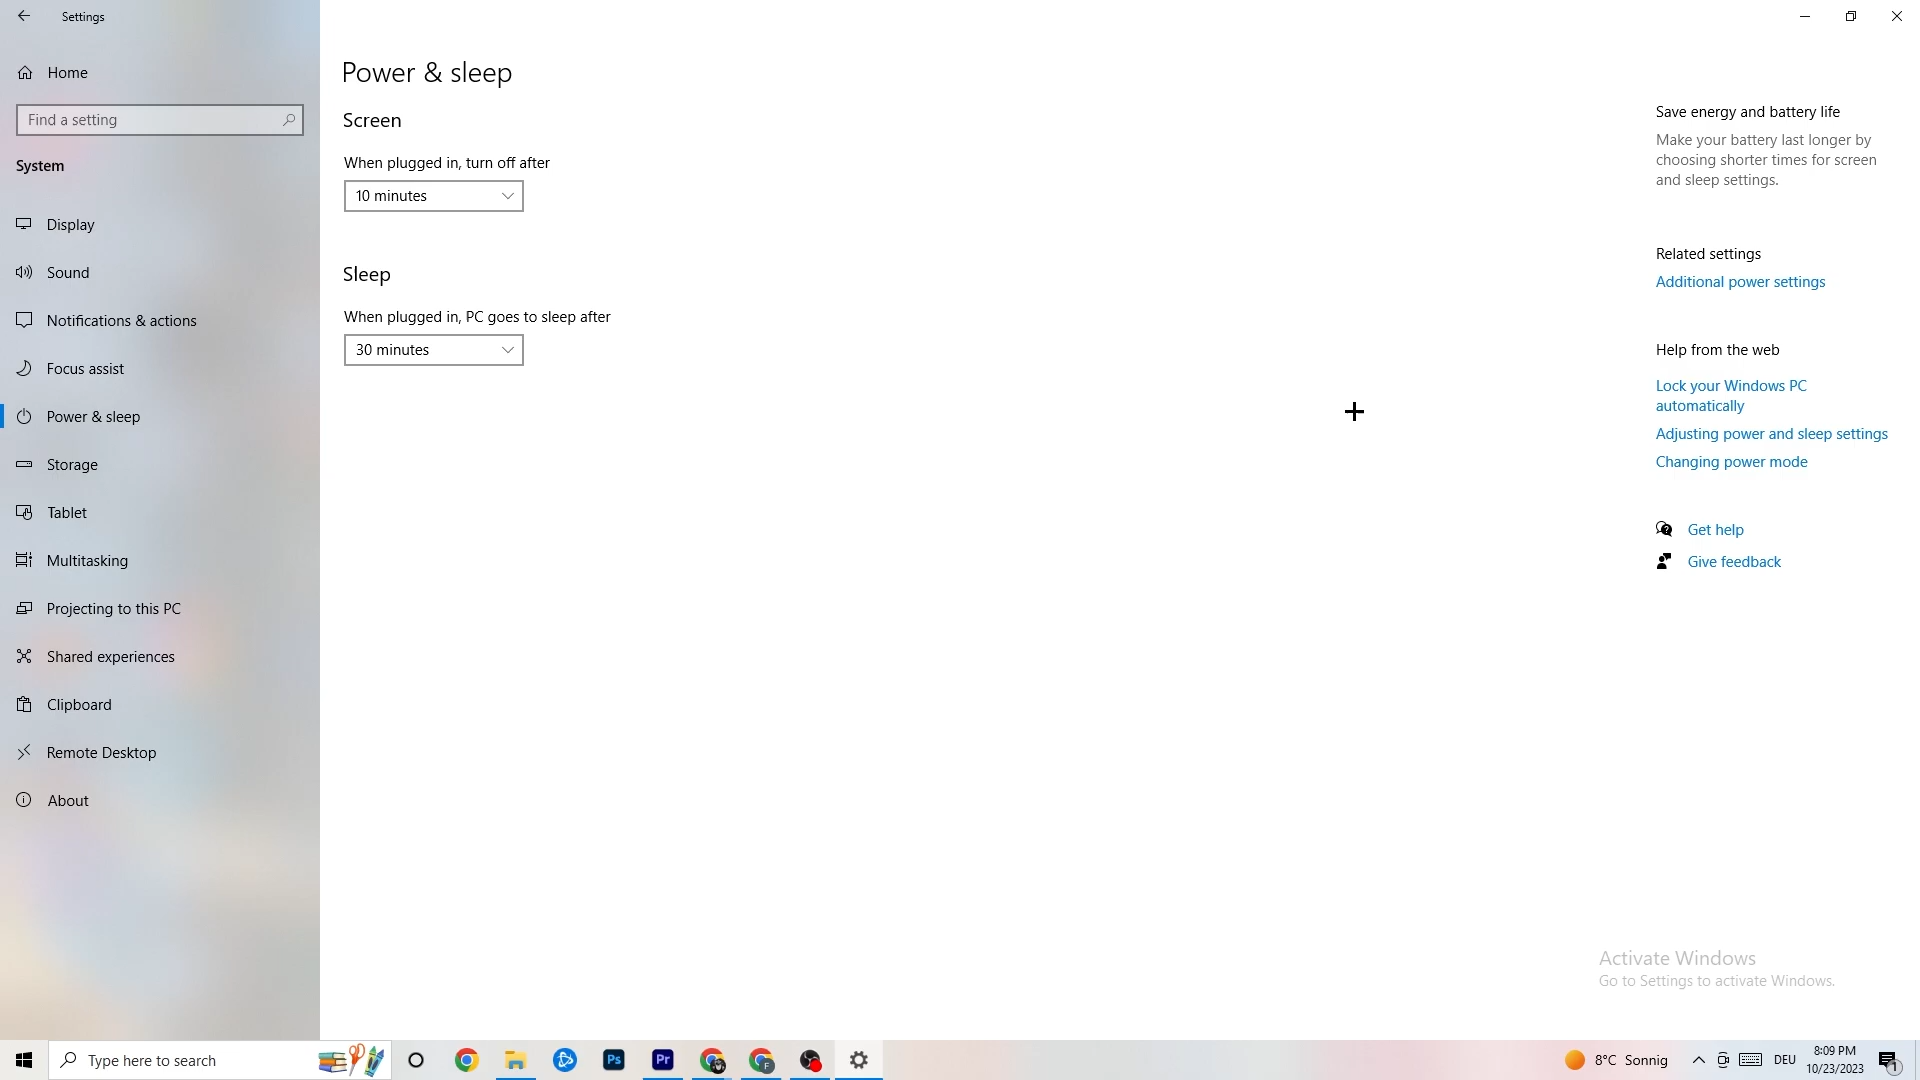 Settings
Home
Find a setting
System
Display
Sound
Notifications & actions
Focus assist
Power & sleep
Storage
Tablet
Multitasking
Projecting to this PC
Shared experiences
Clipboard
Remote Desktop
About
Power & sleep
Screen
When plugged in, turn off after
10 minutes
Sleep
When plugged in, PC goes to sleep after
30 minutes
Save energy and battery life
Make your battery last longer by
choosing shorter times for screen
and sleep settings.
Related settings
Additional power settings
Help from the web
Lock your Windows PC
automatically
Adjusting power and sleep settings
Changing power mode
Get help
Give feedback
Activate Windows
Go to Settings to activate Windows.
Type here to search
Ps
Pr
F
8°C Sonnig
DEU
8:09 PM
10/23/2023
1